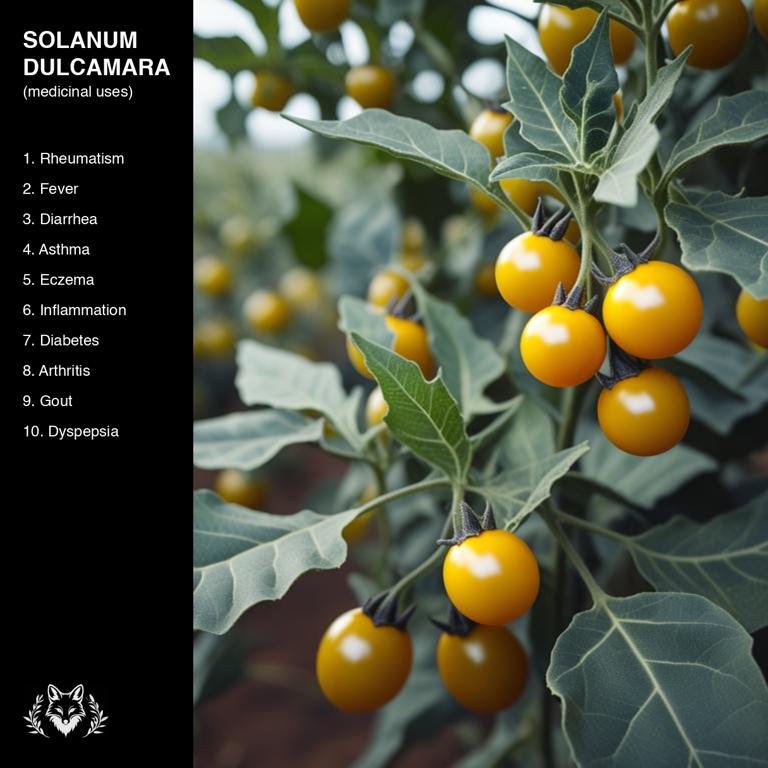 SOLANUM
DULCAMARA
(medicinal uses)
1. Rheumatism
2. Fever
3. Diarrhea
4. Asthma
5. Eczema
6. Inflammation
7. Diabetes
8. Arthritis
9. Gout
10. Dyspepsia